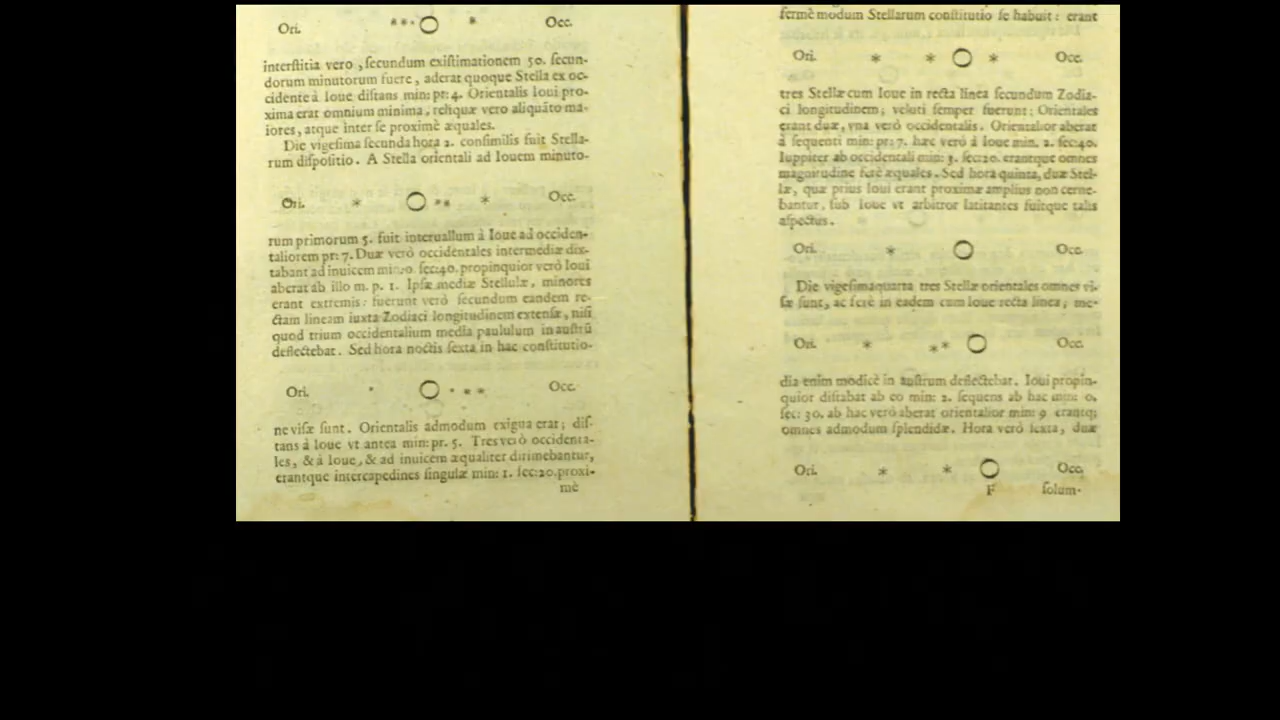 Ori. **⁎○ * Occ.
interſtitia vero, ſecundum exiſtimationem 50. ſecun-
dorum minutorum fuere, aderat quoque Stella ex oc-
cidente à Ioue diſtans min: pr: 4. Orientalis Ioui pro-
xima erat omnium minima, reliquæ vero aliquāto ma-
iores, atque inter ſe proximè æquales.
Die vigeſima ſecunda hora 2. conſimilis fuit Stella-
rum diſpoſitio. A Stella orientali ad Iouem minuto-
Ori. * ○** * Occ.
rum primorum 5. fuit interuallum à Ioue ad occiden-
taliorem pr: 7. Duæ verò occidentales intermediæ diſ-
tabant ad inuicem min:0. ſec:40. propinquior verò Ioui
aberat ab illo m. p. 1. Ipſæ mediæ Stellulæ, minores
erant extremis: fuerunt verò ſecundum eandem re-
ctam lineam iuxta Zodiaci longitudinem extenſæ, niſi
quod trium occidentalium media paululum in auſtrū
deflectebat. Sed hora noctis ſexta in hac conſtitutio-
Ori. * ○ * * * Occ.
ne viſæ ſunt. Orientalis admodum exigua erat; diſ-
tans à Ioue vt antea min: pr. 5. Tres verò occidenta-
les, & à Ioue, & ad inuicem æqualiter dirimebantur,
erantque intercapedines ſingulæ min: 1. ſec:20. proxi-
mè
fermè modum Stellarum conſtitutio ſe habuit: erant
Ori. * * ○ * Occ.
tres Stellæ cum Ioue in recta linea ſecundum Zodia-
ci longitudinem, veluti ſemper fuerunt: Orientales
erant duæ, vna verò occidentalis. Orientalior aberat
à ſequenti min: pr: 7. hæc verò à Ioue min. 2. ſec:40.
Iuppiter ab occidentali min: 3. ſec:20. erantque omnes
magnitudine ferè æquales. Sed hora quinta, duæ Stel-
læ, quæ prius Ioui erant proximæ amplius non cerne-
bantur, ſub Ioue vt arbitror latitantes fuitque talis
aſpectus.
Ori. * ○ Occ.
Die vigeſimaquarta tres Stellæ orientales omnes vi-
ſæ ſunt, ac ferè in eadem cum Ioue recta linea; me-
Ori. * ** ○ Occ.
dia enim modicè in auſtrum deflectebat. Ioui propin-
quior diſtabat ab eo min: 2. ſequens ab hac min: 0.
ſec: 30. ab hac verò aberat orientalior min: 9 erantq;
omnes admodum ſplendidæ. Hora verò ſexta, duæ
Ori. * * ○ Occ.
F ſolum-